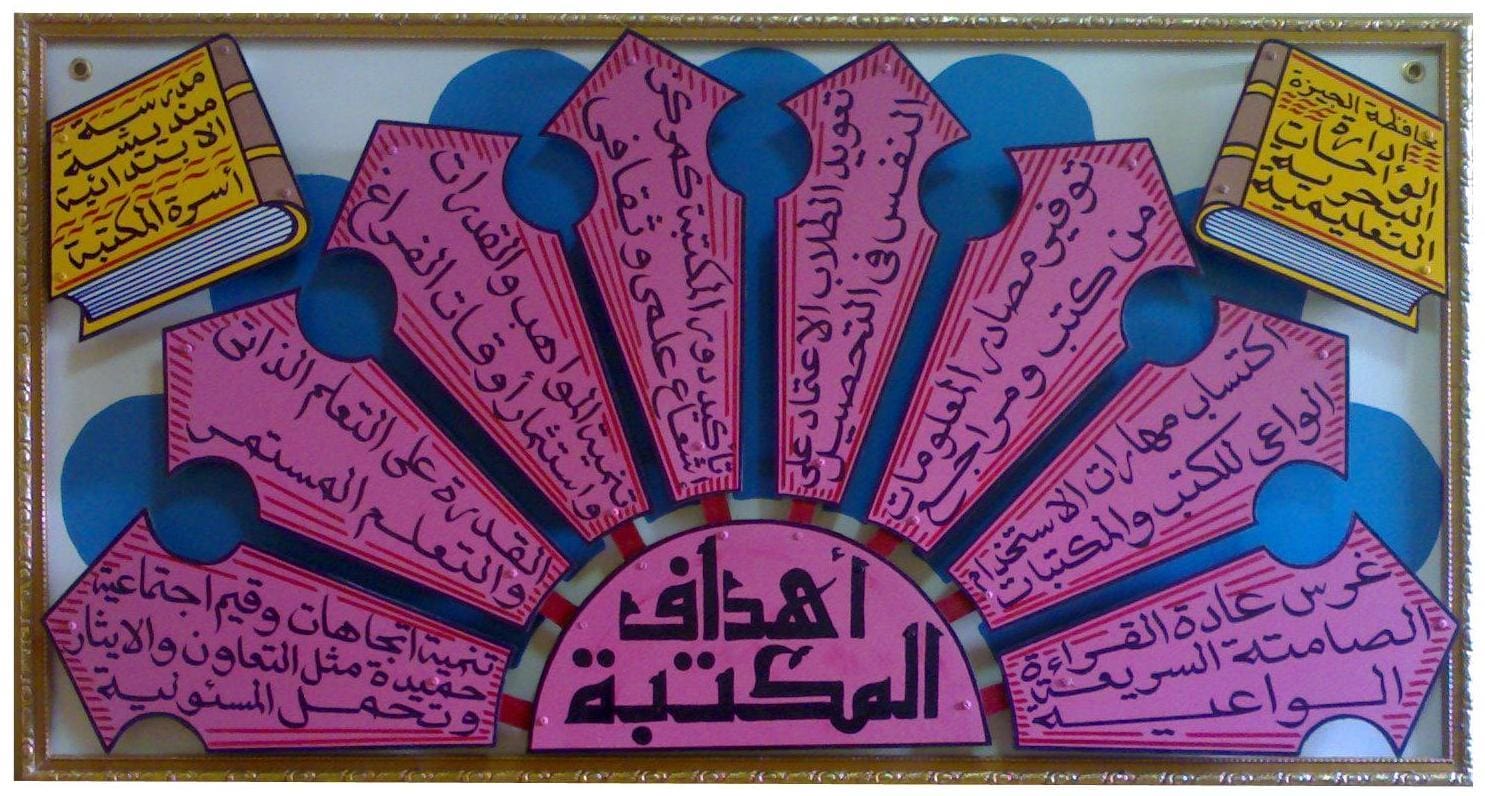 محافظة الجيزة
إدارة
الواحات
البحرية
التعليمية
مدرسة
منديشة
الابتدائية
أسرة المكتبة
أهداف
المكتبة
غرس عادة القراءة
الصامتة السريعة
الواعية
اكتساب مهارات الاستخدام
الواعى للكتب والمكتبات
توفير مصادر المعلومات
من كتب ومراجع
تعويد الطلاب الاعتماد على
النفس فى التحصيل
تأكيد دور المكتبة كمركز
اشعاع علمى وثقافى
تنمية المواهب والقدرات
واستثمار أوقات الفراغ
القدرة على التعلم الذاتى
والتعلم المستمر
تنمية اتجاهات وقيم اجتماعية
حميدة مثل التعاون والايثار
وتحمل المسئولية